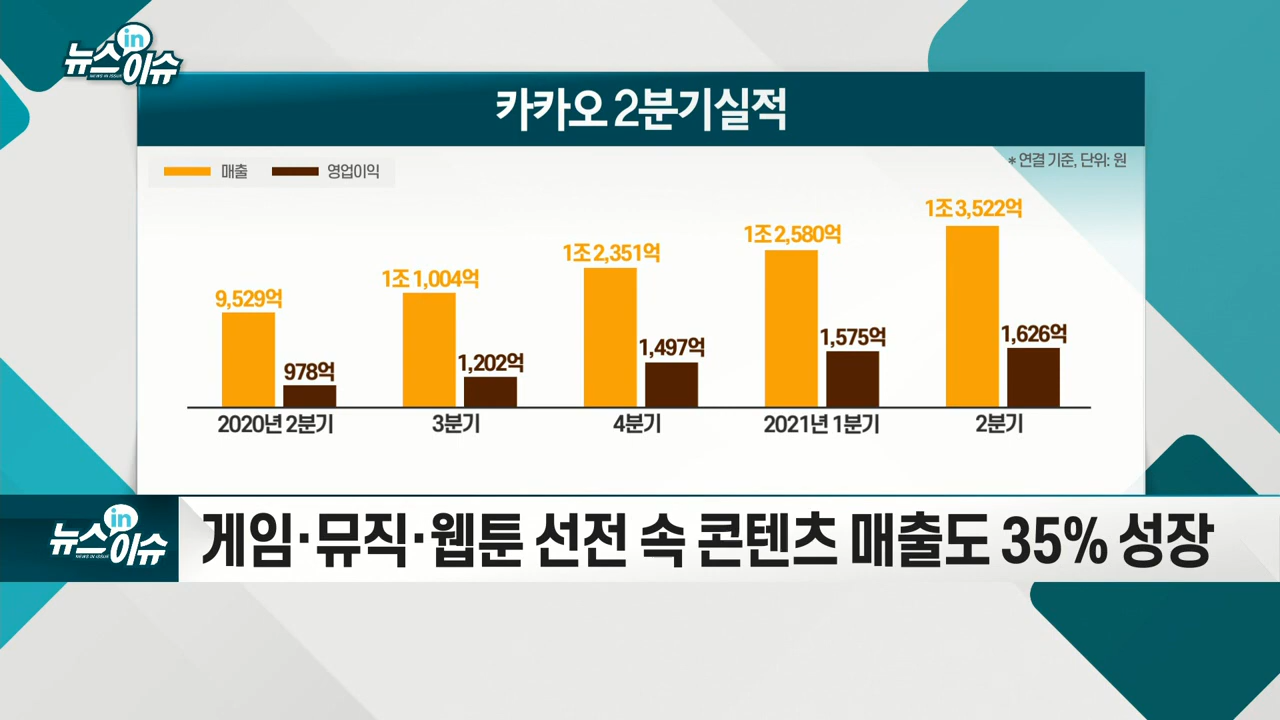 뉴스in이슈
NEWS IN ISSUE
카카오 2분기실적
매출 영업이익
* 연결 기준, 단위: 원
9,529억 978억
1조 1,004억 1,202억
1조 2,351억 1,497억
1조 2,580억 1,575억
1조 3,522억 1,626억
2020년 2분기 3분기 4분기 2021년 1분기 2분기
뉴스in이슈
NEWS IN ISSUE
게임·뮤직·웹툰 선전 속 콘텐츠 매출도 35% 성장